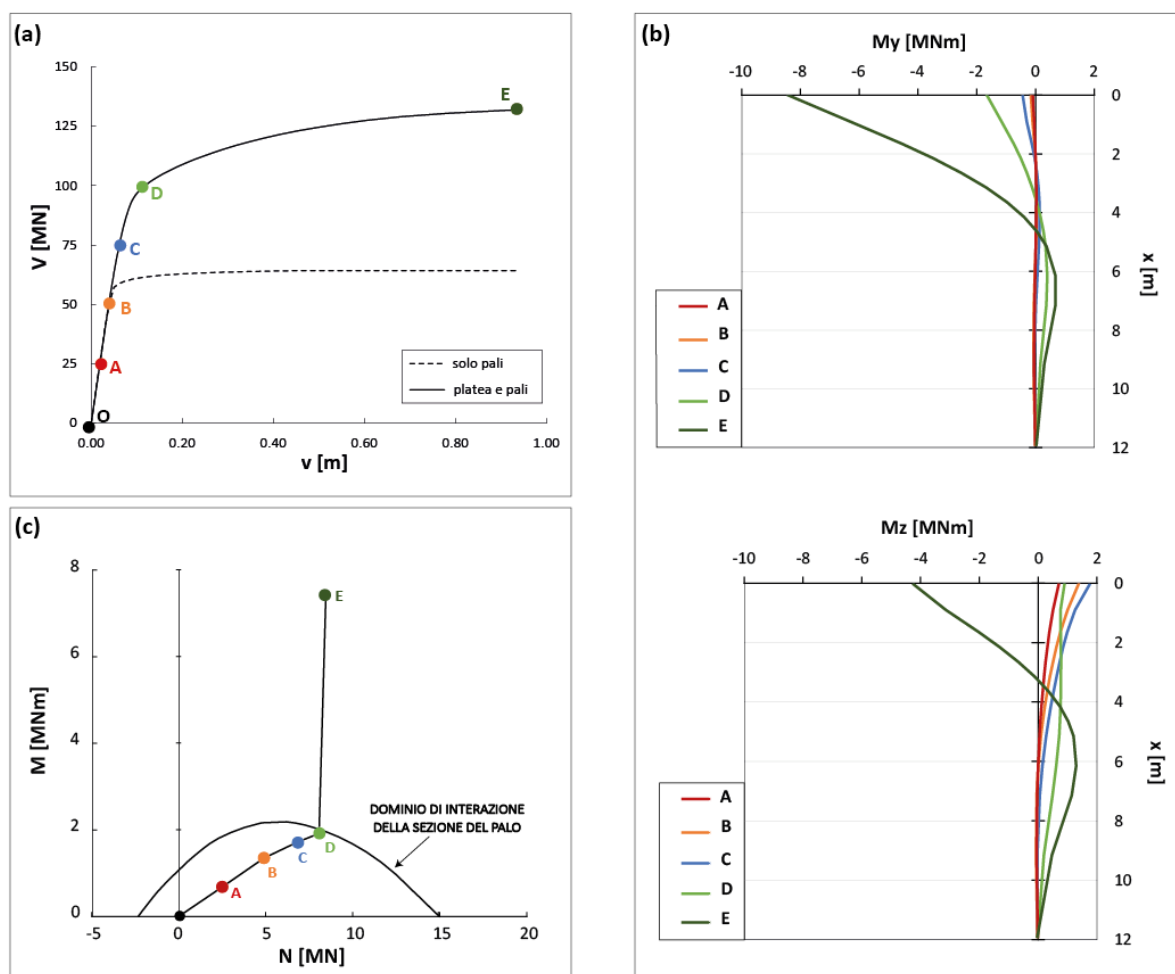 (a)
150
125
100
75
50
25
0
V [MN]
O
A
B
C
D
E
solo pali
platea e pali
0.00 0.20 0.40 0.60 0.80 1.00
v [m]
(b)
My [MNm]
-10 -8 -6 -4 -2 0 2
0
2
4
6
8
10
12
x [m]
A
B
C
D
E
(c)
8
6
4
2
0
M [MNm]
A
B
C
D
E
DOMINIO DI INTERAZIONE
DELLA SEZIONE DEL PALO
-5 0 5 10 15 20
N [MN]
Mz [MNm]
-10 -8 -6 -4 -2 0 2
0
2
4
6
8
10
12
x [m]
A
B
C
D
E